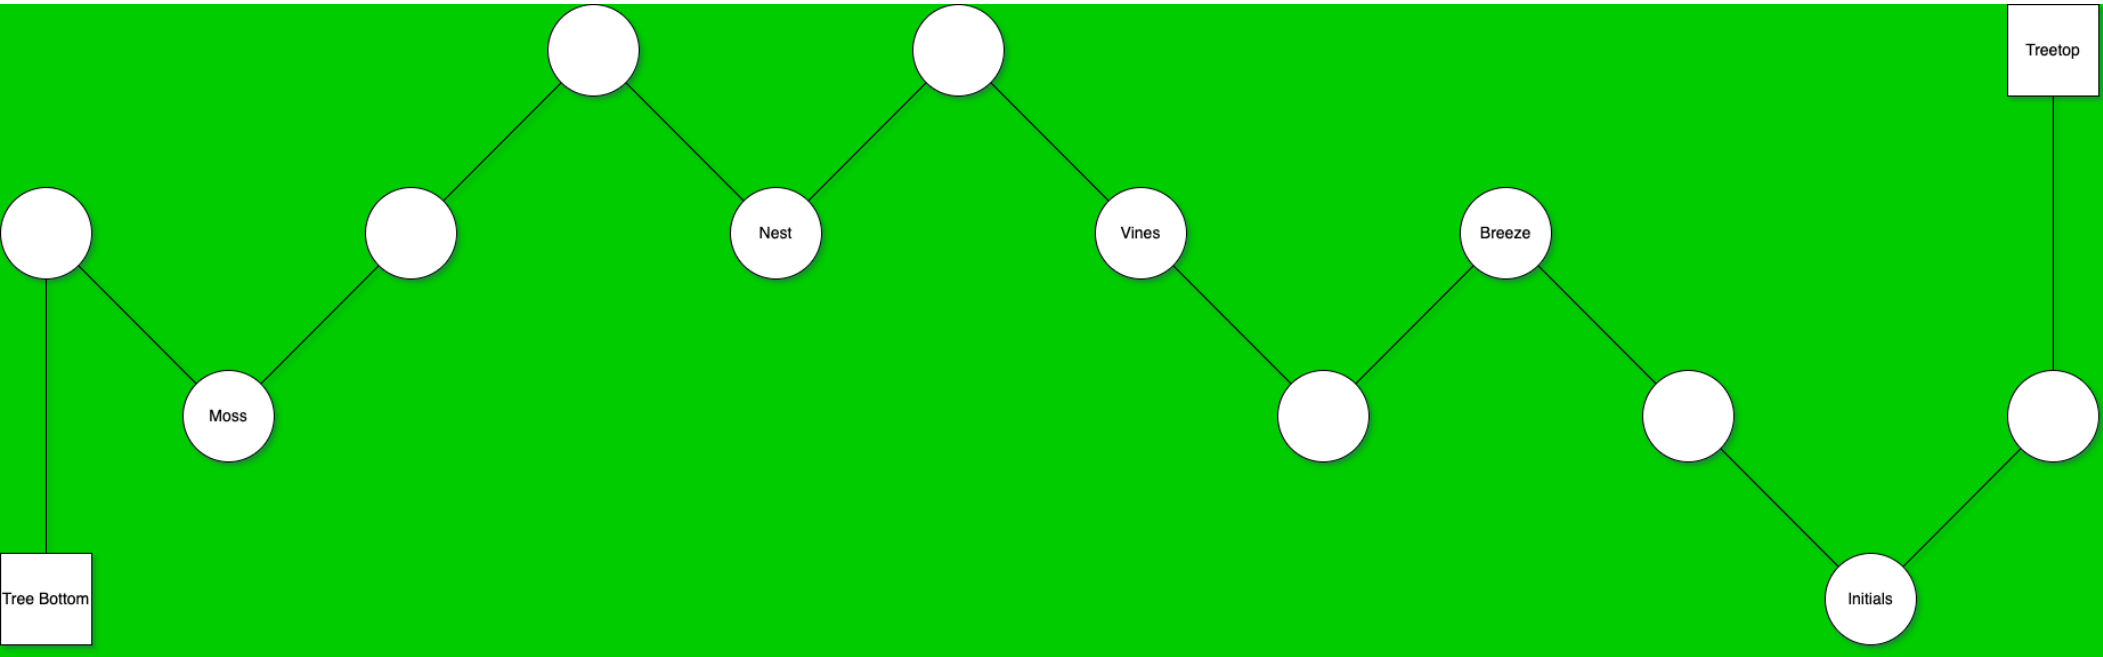 Treetop
Nest
Vines
Breeze
Moss
Tree Bottom
Initials